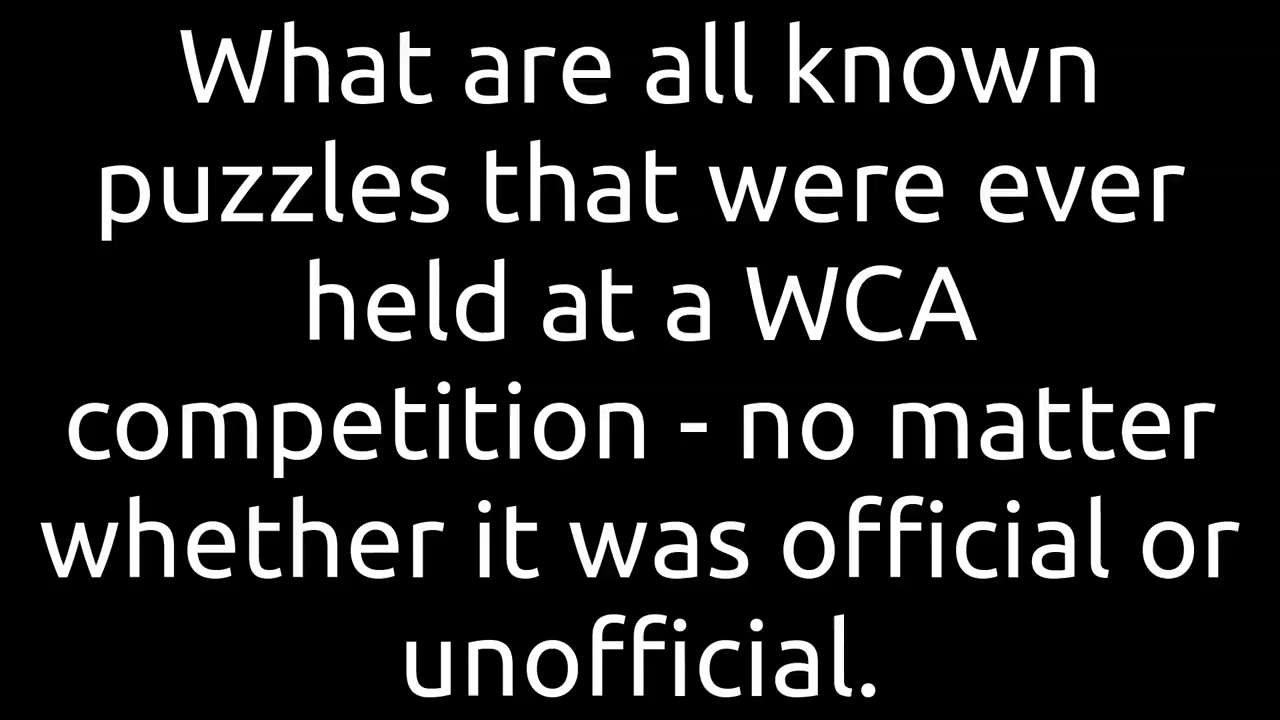 What are all known
puzzles that were ever
held at a WCA
competition - no matter
whether it was official or
unofficial.